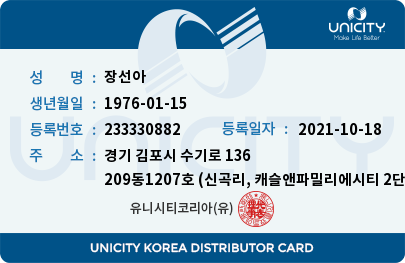 UNICITY
Make Life Better
성 명 : 장선아
생년월일 : 1976-01-15
등록번호 : 233330882 등록일자 : 2021-10-18
주 소 : 경기 김포시 수기로 136
209동1207호 (신곡리, 캐슬앤파밀리에시티 2단
유니시티코리아(유)
UNICITY
UNICITY KOREA DISTRIBUTOR CARD